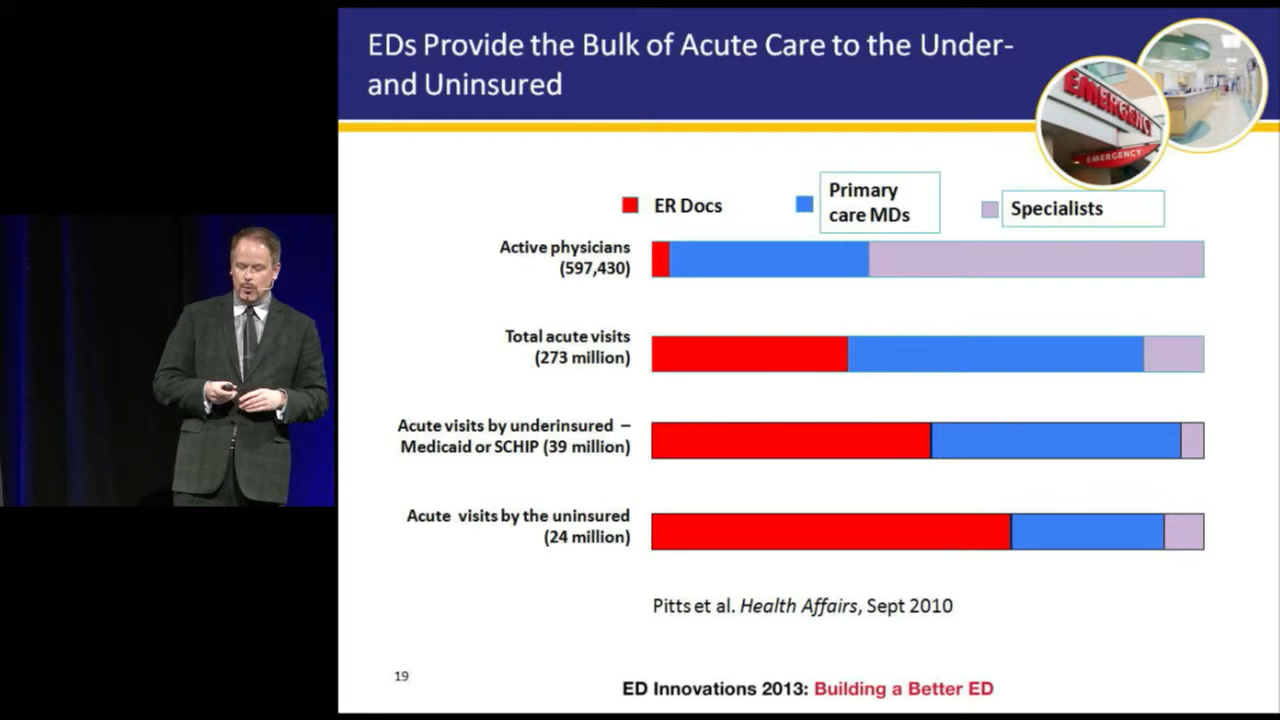 EDs Provide the Bulk of Acute Care to the Under-
and Uninsured
EMERGENCY
EMERGENCY
ER Docs
Primary
care MDs
Specialists
Active physicians
(597,430)
Total acute visits
(273 million)
Acute visits by underinsured –
Medicaid or SCHIP (39 million)
Acute visits by the uninsured
(24 million)
Pitts et al. Health Affairs, Sept 2010
19
ED Innovations 2013: Building a Better ED